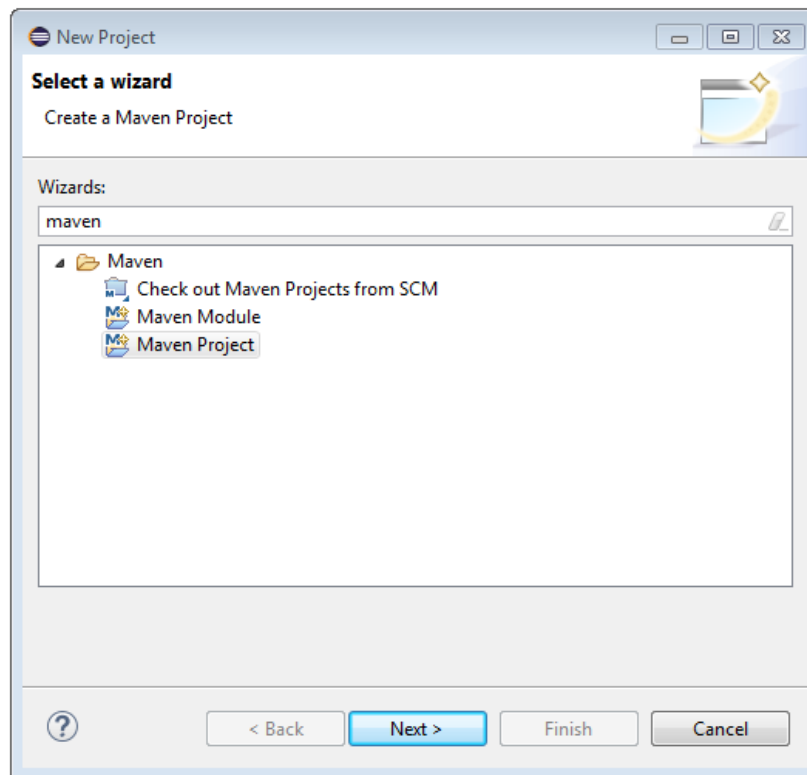 New Project
Select a wizard
Create a Maven Project
Wizards:
maven
Maven
Check out Maven Projects from SCM
Maven Module
Maven Project
< Back Next > Finish Cancel